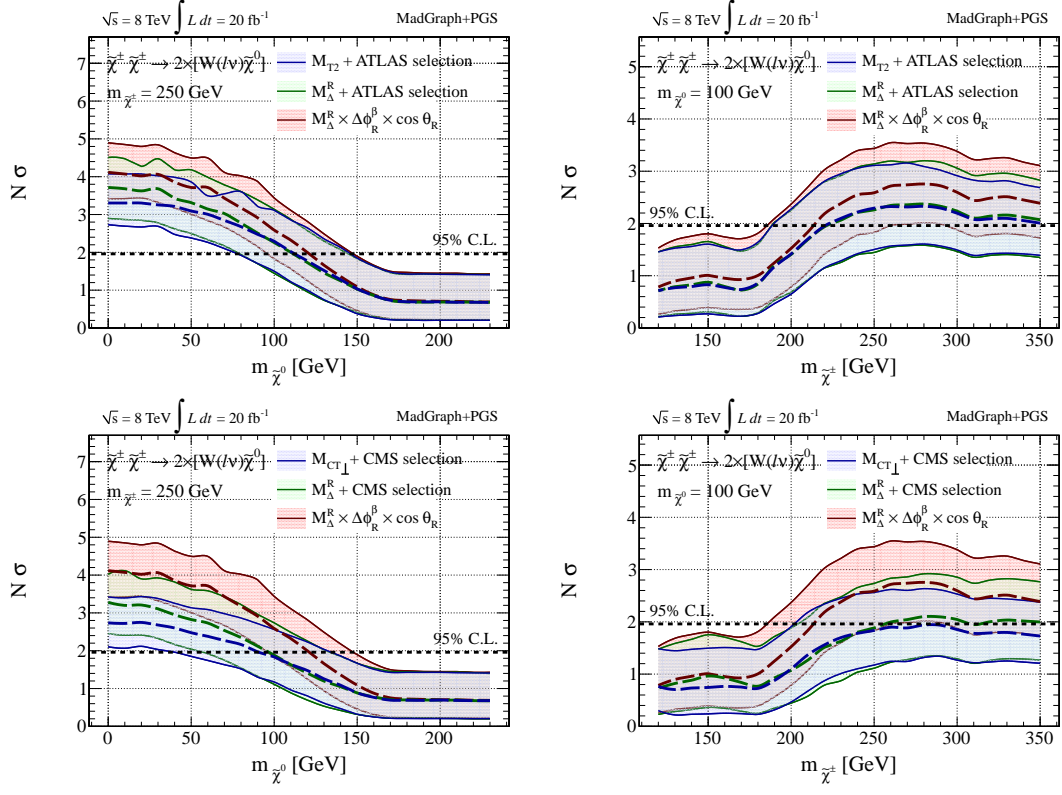 √s = 8 TeV ∫ L dt = 20 fb⁻¹ MadGraph+PGS
χ̃± χ̃± → 2×[W(lν)χ̃⁰]
m χ̃± = 250 GeV
M_T2 + ATLAS selection
M_Δ^R + ATLAS selection
M_Δ^R × Δϕ_R^β × cos θ_R
95% C.L.
N σ
7
6
5
4
3
2
1
0
0 50 100 150 200
m χ̃⁰ [GeV]
√s = 8 TeV ∫ L dt = 20 fb⁻¹ MadGraph+PGS
χ̃± χ̃± → 2×[W(lν)χ̃⁰]
m χ̃⁰ = 100 GeV
M_T2 + ATLAS selection
M_Δ^R + ATLAS selection
M_Δ^R × Δϕ_R^β × cos θ_R
95% C.L.
N σ
5
4
3
2
1
0
150 200 250 300 350
m χ̃± [GeV]
√s = 8 TeV ∫ L dt = 20 fb⁻¹ MadGraph+PGS
χ̃± χ̃± → 2×[W(lν)χ̃⁰]
m χ̃± = 250 GeV
M_CT⊥ + CMS selection
M_Δ^R + CMS selection
M_Δ^R × Δϕ_R^β × cos θ_R
95% C.L.
N σ
7
6
5
4
3
2
1
0
0 50 100 150 200
m χ̃⁰ [GeV]
√s = 8 TeV ∫ L dt = 20 fb⁻¹ MadGraph+PGS
χ̃± χ̃± → 2×[W(lν)χ̃⁰]
m χ̃⁰ = 100 GeV
M_CT⊥ + CMS selection
M_Δ^R + CMS selection
M_Δ^R × Δϕ_R^β × cos θ_R
95% C.L.
N σ
5
4
3
2
1
0
150 200 250 300 350
m χ̃± [GeV]